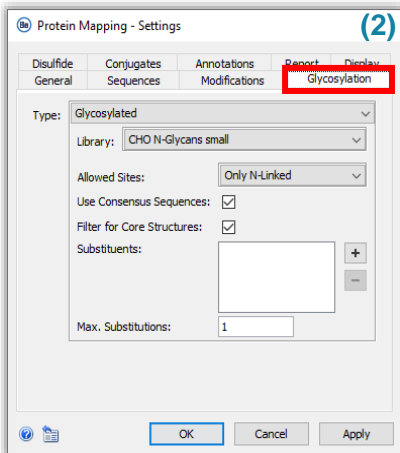 Protein Mapping - Settings
(2)
Disulfide Conjugates Annotations Report Display
General Sequences Modifications Glycosylation
Type: Glycosylated
Library: CHO N-Glycans small
Allowed Sites: Only N-Linked
Use Consensus Sequences:
Filter for Core Structures:
Substituents:
+
−
Max. Substitutions: 1
OK Cancel Apply